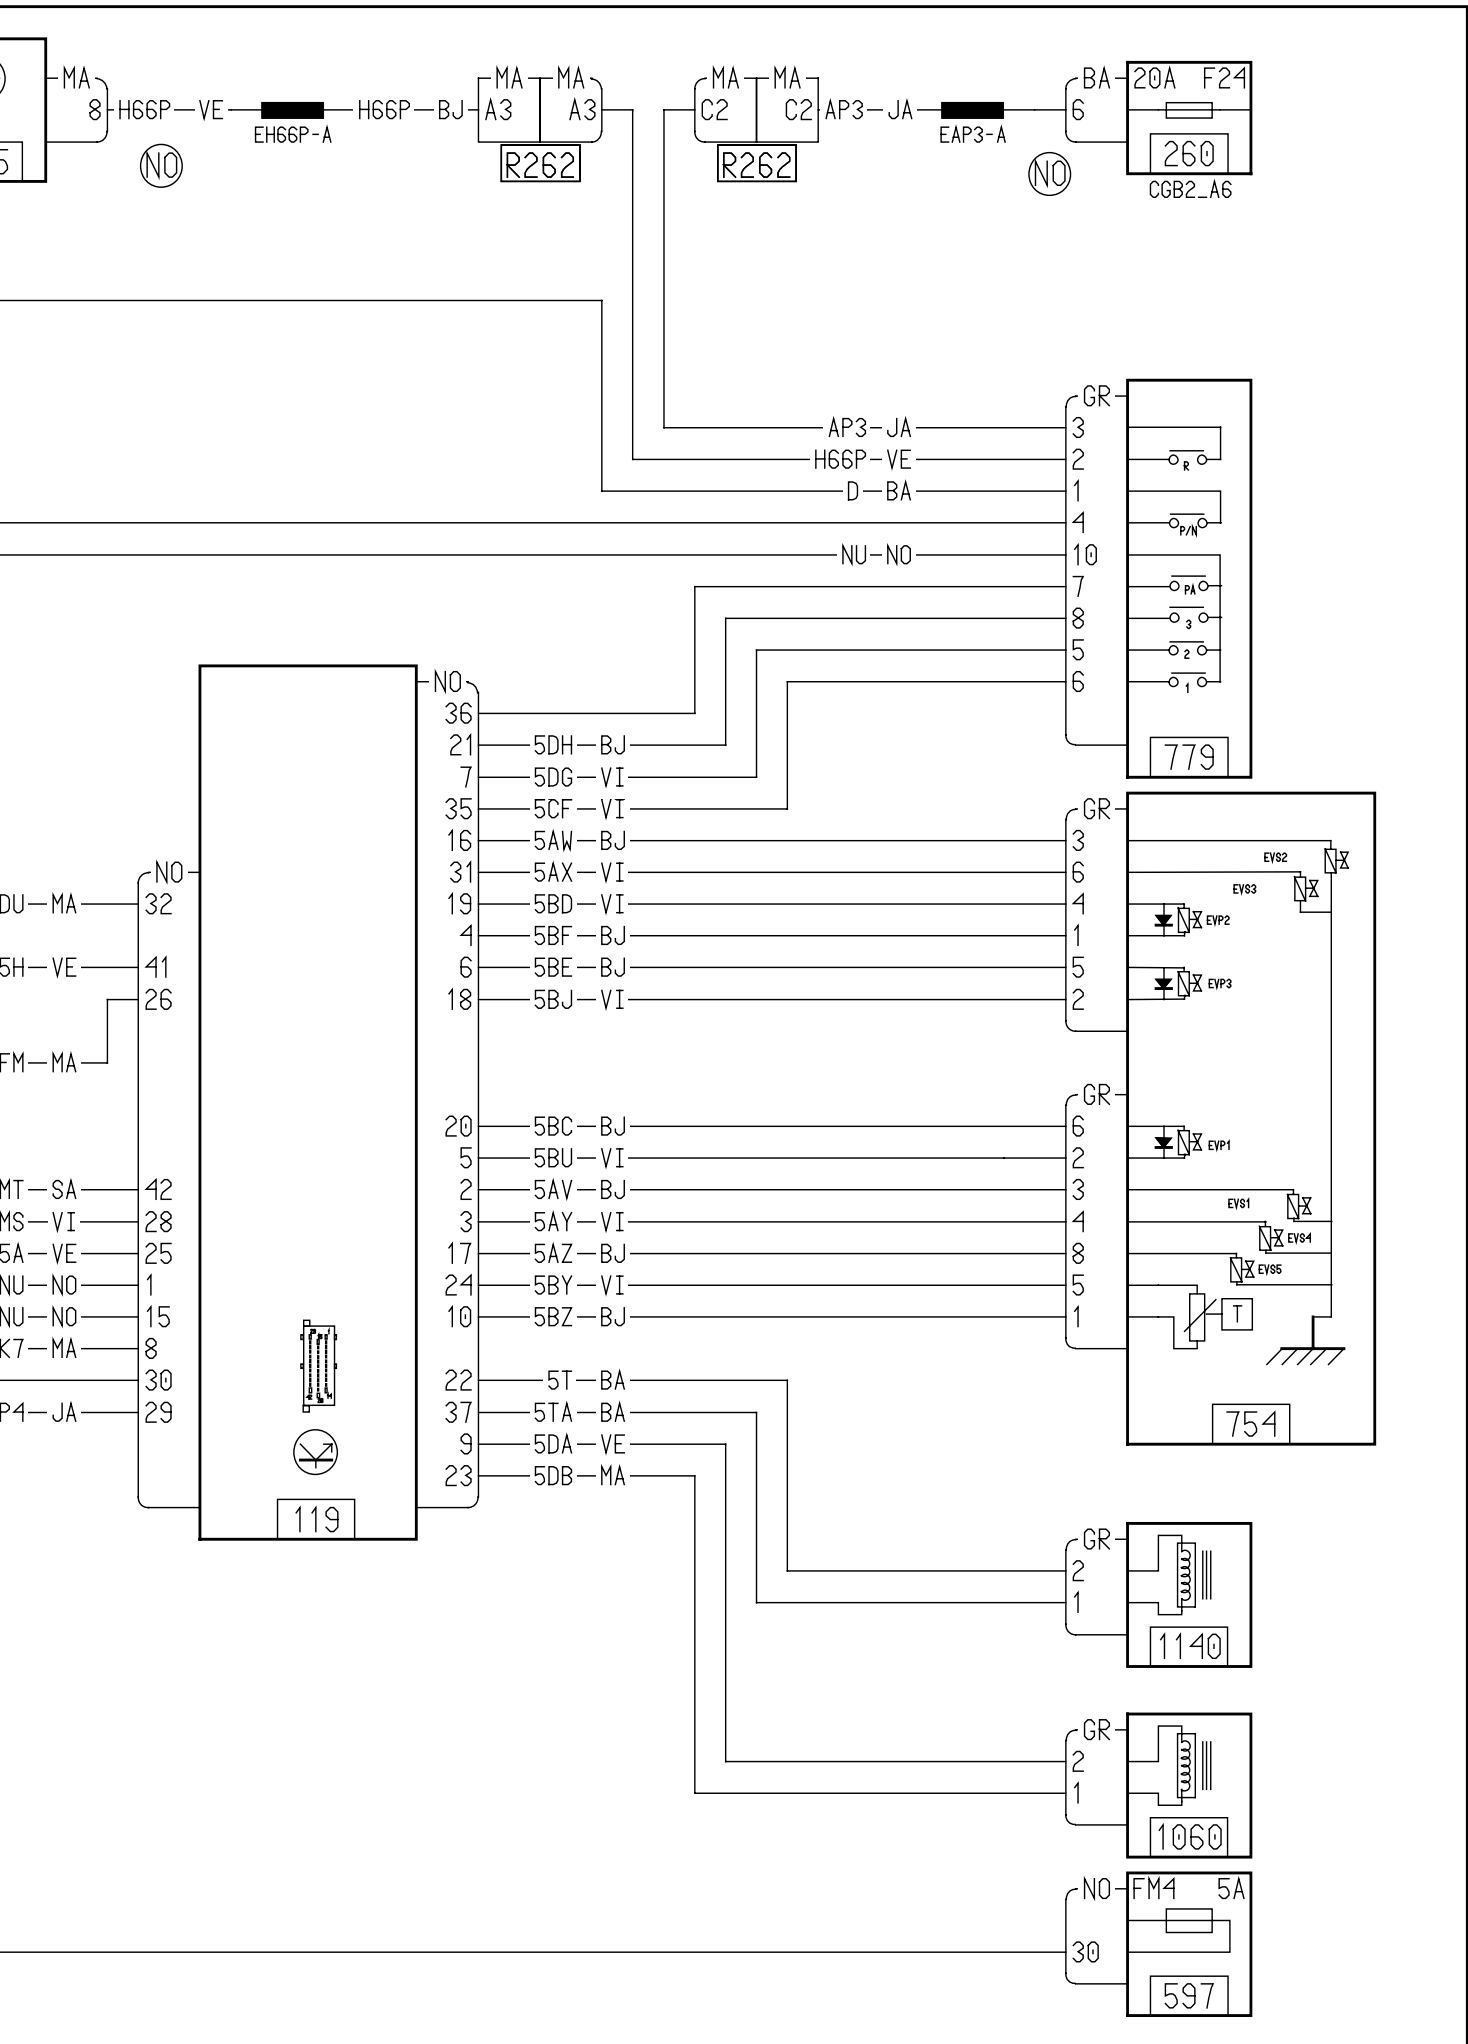 MA MA MA MA MA BA 20A F24
8 H66P VE H66P BJ A3 A3 C2 C2 AP3 JA 6
EH66P-A EAP3-A
5 NO R262 R262 NO 260
CGB2_A6
GR
AP3 JA 3
H66P VE 2 R
D BA 1
4 P/N
NU NO 10
7 PA
8 3
5 2
NO 6 1
36
21 5DH BJ
7 5DG VI 779
35 5CF VI GR
16 5AW BJ 3
EVS2
NO 31 5AX VI 6
EVS3
DU MA 32 19 5BD VI 4
EVP2
4 5BF BJ 1
5H VE 41 6 5BE BJ 5
EVP3
26 18 5BJ VI 2
FM MA
GR
20 5BC BJ 6
EVP1
5 5BU VI 2
MT SA 42 2 5AV BJ 3
EVS1
MS VI 28 3 5AY VI 4
EVS4
5A VE 25 17 5AZ BJ 8
EVS5
NU NO 1 24 5BY VI 5
NU NO 15 10 5BZ BJ 1 T
K7 MA 8
30 22 5T BA
P4 JA 29 37 5TA BA 754
9 5DA VE
23 5DB MA
119
GR
2
1
1140
GR
2
1
1060
NO FM4 5A
30
597